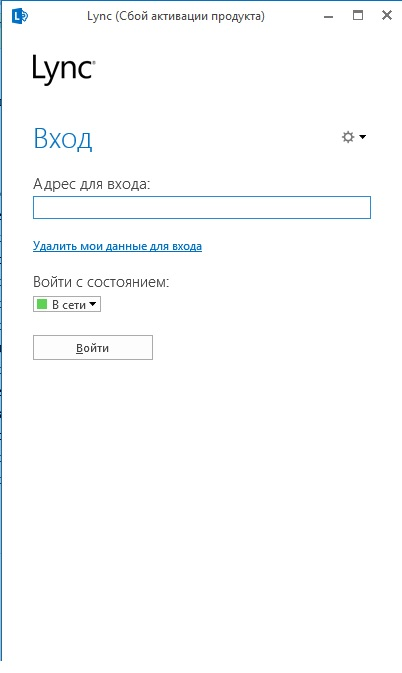 Lync (Сбой активации продукта)
Lync
Вход
Адрес для входа:
Удалить мои данные для входа
Войти с состоянием:
В сети
Войти